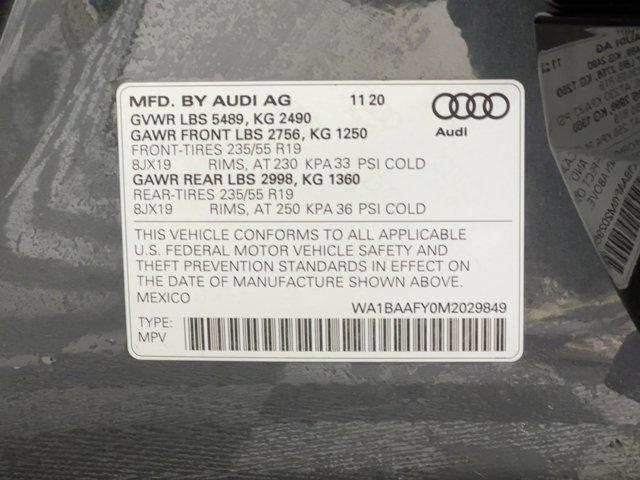 MFD. BY AUDI AG 11 20
GVWR LBS 5489, KG 2490
GAWR FRONT LBS 2756, KG 1250
FRONT-TIRES 235/55 R19
8JX19 RIMS, AT 230 KPA 33 PSI COLD
GAWR REAR LBS 2998, KG 1360
REAR-TIRES 235/55 R19
8JX19 RIMS, AT 250 KPA 36 PSI COLD
Audi
THIS VEHICLE CONFORMS TO ALL APPLICABLE
U.S. FEDERAL MOTOR VEHICLE SAFETY AND
THEFT PREVENTION STANDARDS IN EFFECT ON
THE DATE OF MANUFACTURE SHOWN ABOVE.
MEXICO
WA1BAAFY0M2029849
TYPE:
MPV